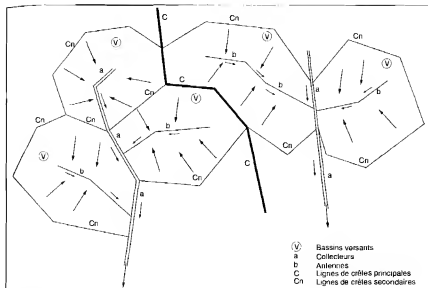 C
Cn
Cn
V
Cn
V
a
b
Cn
V
C
V
b
a
Cn
Cn
a
b
V
b
C
Cn
a
a
Cn
Cn
Cn
V Bassins versants
a Collecteurs
b Antennes
C Lignes de crêtes principales
Cn Lignes de crêtes secondaires